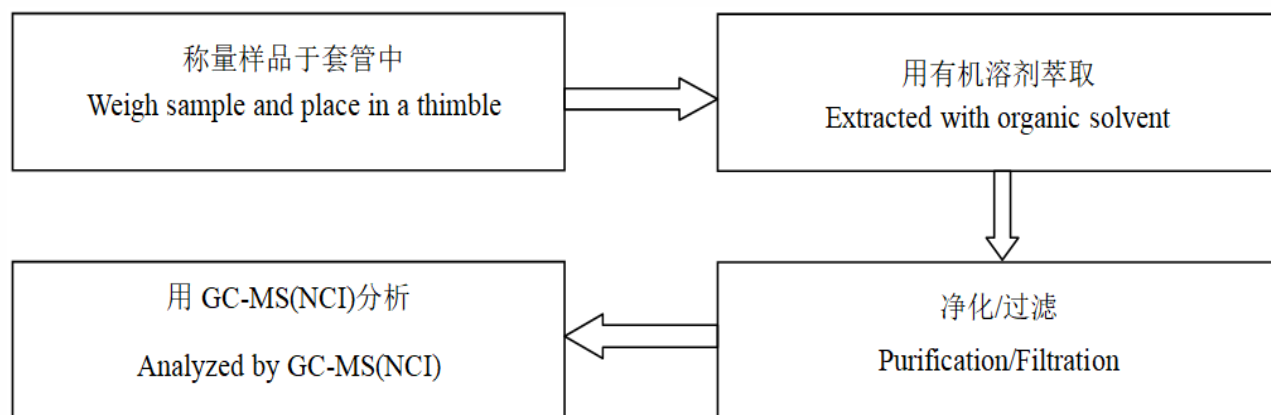 称量样品于套管中
Weigh sample and place in a thimble
用有机溶剂萃取
Extracted with organic solvent
净化/过滤
Purification/Filtration
用 GC-MS(NCI)分析
Analyzed by GC-MS(NCI)